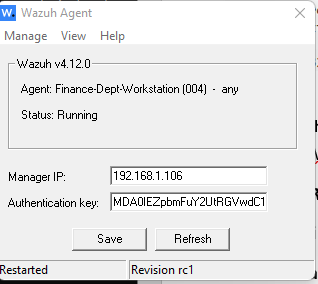 W. Wazuh Agent
Manage View Help
Wazuh v4.12.0
Agent: Finance-Dept-Workstation (004) - any
Status: Running
Manager IP: 192.168.1.106
Authentication key: MDA0IEZpbmFuY2UtRGVwdC1
Save Refresh
Restarted Revision rc1